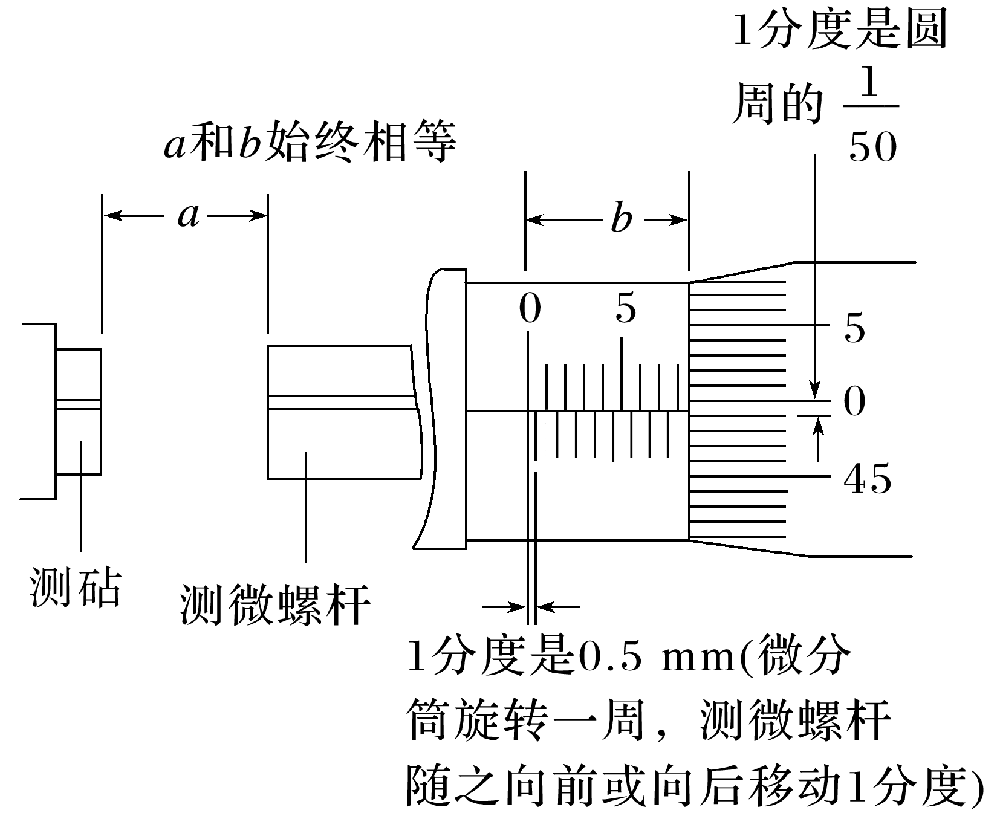 1分度是圆
周的 1/50
a和b始终相等
a
b
0 5
5
0
45
测砧
测微螺杆
1分度是0.5 mm(微分
筒旋转一周，测微螺杆
随之向前或向后移动1分度)